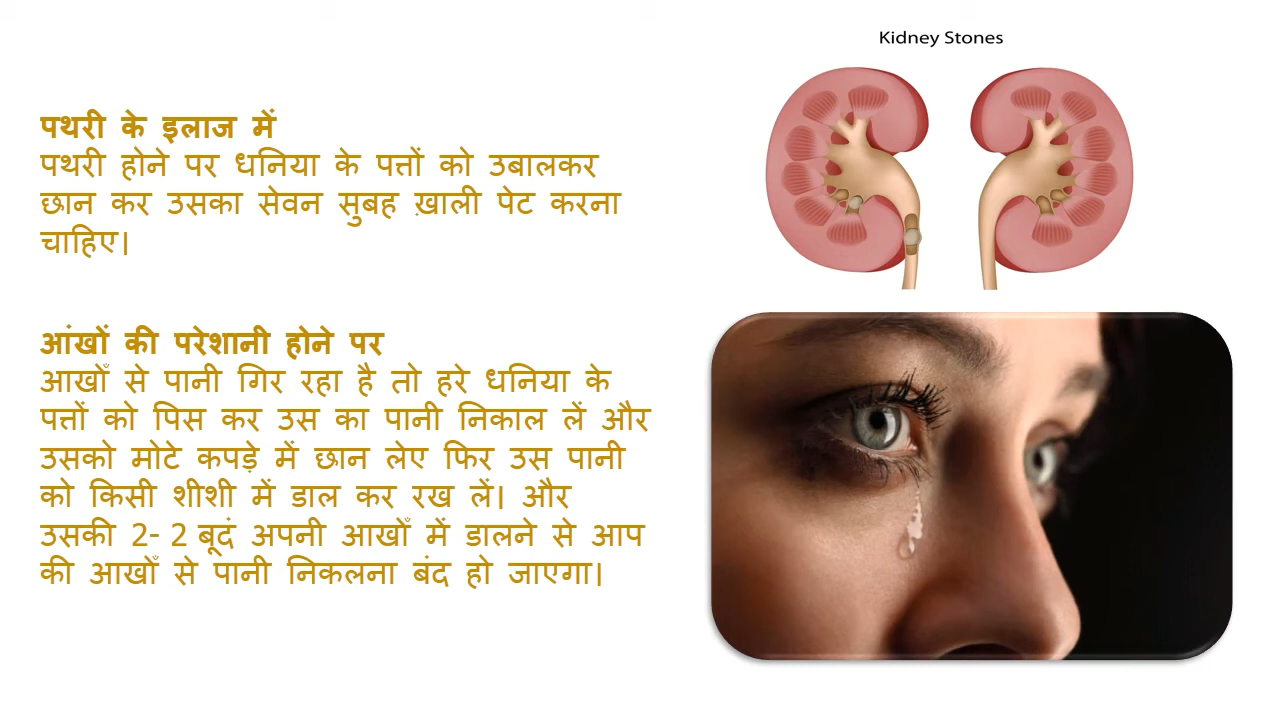 पथरी के इलाज में
पथरी होने पर धनिया के पत्तों को उबालकर
छान कर उसका सेवन सुबह ख़ाली पेट करना
चाहिए।
आंखों की परेशानी होने पर
आखोँ से पानी गिर रहा है तो हरे धनिया के
पत्तों को पिस कर उस का पानी निकाल लें और
उसको मोटे कपड़े में छान लेए फिर उस पानी
को किसी शीशी में डाल कर रख लें। और
उसकी 2- 2 बूदं अपनी आखोँ में डालने से आप
की आखोँ से पानी निकलना बंद हो जाएगा।
Kidney Stones